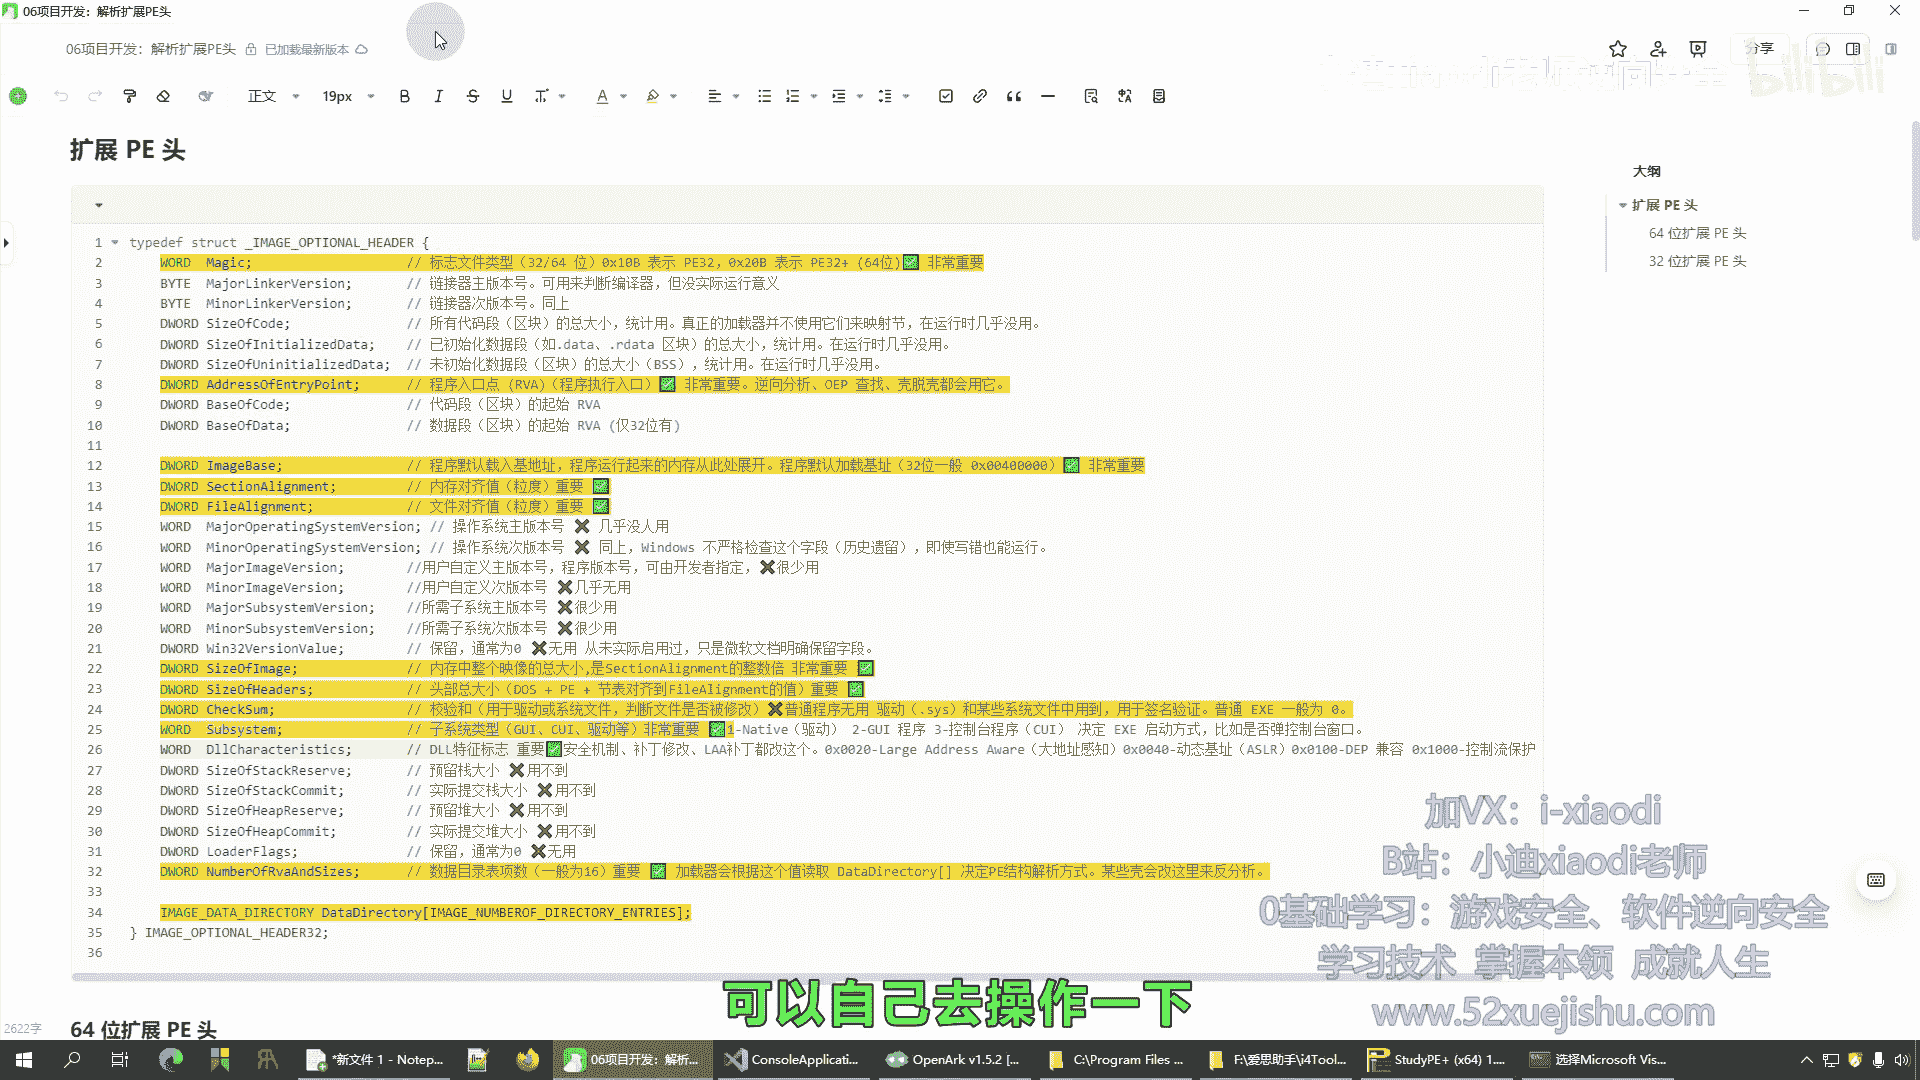 06项目开发：解析扩展PE头
06项目开发：解析扩展PE头 已加载最新版本
分享
正文 19px
扩展 PE 头
大纲
扩展 PE 头
64 位扩展 PE 头
32 位扩展 PE 头
1 typedef struct _IMAGE_OPTIONAL_HEADER {
2 WORD Magic; // 标志文件类型（32/64 位）0x10B 表示 PE32，0x20B 表示 PE32+ (64位)✅ 非常重要
3 BYTE MajorLinkerVersion; // 链接器主版本号。可用来判断编译器，但没实际运行意义
4 BYTE MinorLinkerVersion; // 链接器次版本号。同上
5 DWORD SizeOfCode; // 所有代码段（区块）的总大小，统计用。真正的加载器并不使用它们来映射节，在运行时几乎没用。
6 DWORD SizeOfInitializedData; // 已初始化数据段（如.data、.rdata 区块）的总大小，统计用。在运行时几乎没用。
7 DWORD SizeOfUninitializedData; // 未初始化数据段（区块）的总大小（BSS），统计用。在运行时几乎没用。
8 DWORD AddressOfEntryPoint; // 程序入口点 (RVA)（程序执行入口）✅ 非常重要。逆向分析、OEP 查找、壳脱壳都会用它。
9 DWORD BaseOfCode; // 代码段（区块）的起始 RVA
10 DWORD BaseOfData; // 数据段（区块）的起始 RVA (仅32位有)
11
12 DWORD ImageBase; // 程序默认载入基地址，程序运行起来的内存从此处展开。程序默认加载基址（32位一般 0x00400000）✅ 非常重要
13 DWORD SectionAlignment; // 内存对齐值（粒度）重要 ✅
14 DWORD FileAlignment; // 文件对齐值（粒度）重要 ✅
15 WORD MajorOperatingSystemVersion; // 操作系统主版本号 ✖ 几乎没人用
16 WORD MinorOperatingSystemVersion; // 操作系统次版本号 ✖ 同上，Windows 不严格检查这个字段（历史遗留），即使写错也能运行。
17 WORD MajorImageVersion; //用户自定义主版本号，程序版本号，可由开发者指定，✖很少用
18 WORD MinorImageVersion; //用户自定义次版本号 ✖几乎无用
19 WORD MajorSubsystemVersion; //所需子系统主版本号 ✖很少用
20 WORD MinorSubsystemVersion; //所需子系统次版本号 ✖很少用
21 DWORD Win32VersionValue; // 保留，通常为0 ✖无用 从未实际启用过，只是微软文档明确保留字段。
22 DWORD SizeOfImage; // 内存中整个映像的总大小,是SectionAlignment的整数倍 非常重要 ✅
23 DWORD SizeOfHeaders; // 头部总大小（DOS + PE + 节表对齐到FileAlignment的值）重要 ✅
24 DWORD CheckSum; // 校验和（用于驱动或系统文件，判断文件是否被修改）✖普通程序无用 驱动（.sys）和某些系统文件中用到，用于签名验证。普通 EXE 一般为 0。
25 WORD Subsystem; // 子系统类型（GUI、CUI、驱动等）非常重要 ✅1-Native（驱动） 2-GUI 程序 3-控制台程序（CUI） 决定 EXE 启动方式，比如是否弹控制台窗口。
26 WORD DllCharacteristics; // DLL特征标志 重要✅安全机制、补丁修改、LAA补丁都改这个。0x0020-Large Address Aware（大地址感知）0x0040-动态基址（ASLR）0x0100-DEP 兼容 0x1000-控制流保护
27 DWORD SizeOfStackReserve; // 预留栈大小 ✖用不到
28 DWORD SizeOfStackCommit; // 实际提交栈大小 ✖用不到
29 DWORD SizeOfHeapReserve; // 预留堆大小 ✖用不到
30 DWORD SizeOfHeapCommit; // 实际提交堆大小 ✖用不到
31 DWORD LoaderFlags; // 保留，通常为0 ✖无用
32 DWORD NumberOfRvaAndSizes; // 数据目录表项数（一般为16）重要 ✅ 加载器会根据这个值读取 DataDirectory[] 决定PE结构解析方式。某些壳会改这里来反分析。
33
34 IMAGE_DATA_DIRECTORY DataDirectory[IMAGE_NUMBEROF_DIRECTORY_ENTRIES];
35 } IMAGE_OPTIONAL_HEADER32;
36
加VX：i-xiaodi
B站：小迪xiaodi老师
0基础学习：游戏安全、软件逆向安全
学习技术 掌握本领 成就人生
www.52xuejishu.com
可以自己去操作一下
2622字
64 位扩展 PE 头
*新文件 1 - Notep...
06项目开发：解析...
ConsoleApplicati...
OpenArk v1.5.2 [...
C:\Program Files ...
F:\爱思助手\i4Tool...
StudyPE+ (x64) 1....
选择Microsoft Vis...
bilibili